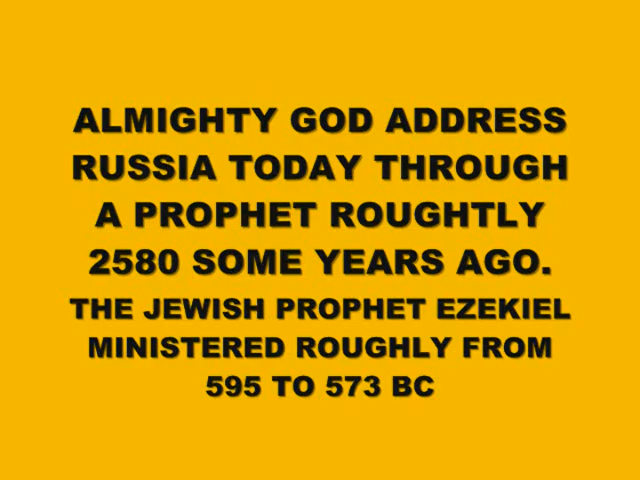 ALMIGHTY GOD ADDRESS
RUSSIA TODAY THROUGH
A PROPHET ROUGHTLY
2580 SOME YEARS AGO.
THE JEWISH PROPHET EZEKIEL
MINISTERED ROUGHLY FROM
595 TO 573 BC